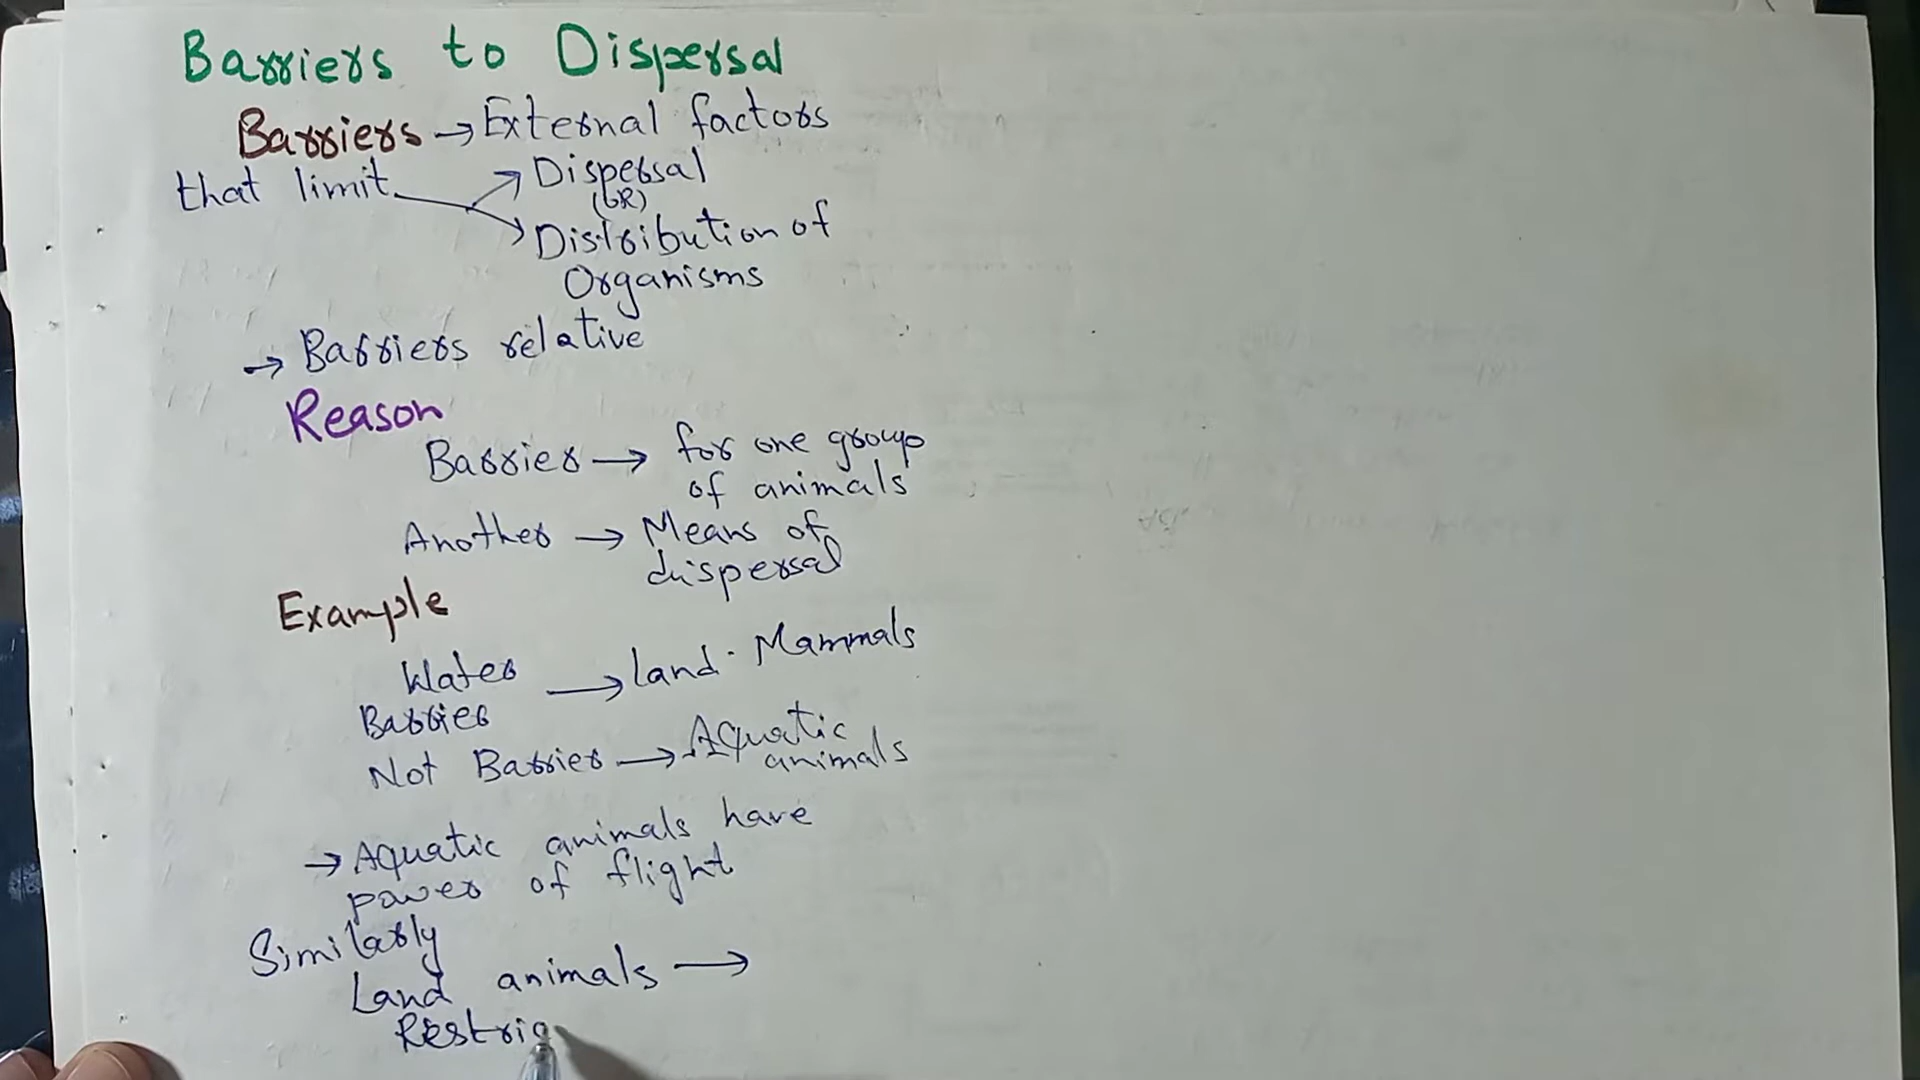 Barriers to Dispersal
Barriers → External factors
that limit → Dispersal
(OR)
→ Distribution of
Organisms
→ Barriers relative
Reason
Barrier → for one group
of animals
Another → Means of
dispersal
Example
Water → Land Mammals
Barrier
Not Barrier → Aquatic
animals
→ Aquatic animals have
power of flight
Similarly
Land animals →
Restric